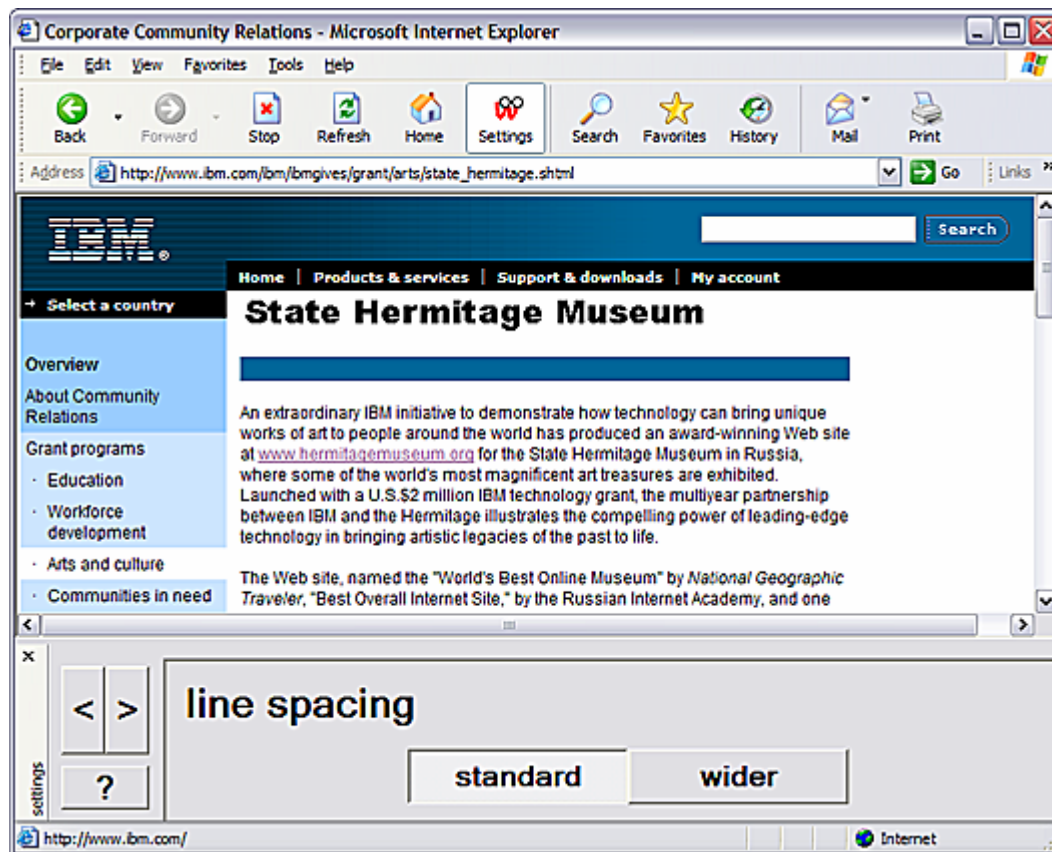 Corporate Community Relations - Microsoft Internet Explorer
File Edit View Favorites Tools Help
Back Forward Stop Refresh Home Settings Search Favorites History Mail Print
Address http://www.ibm.com/ibm/ibmgives/grant/arts/state_hermitage.shtml Go Links »
IBM® Search
Home | Products & services | Support & downloads | My account
→ Select a country
State Hermitage Museum
Overview
About Community
Relations
Grant programs
· Education
· Workforce
development
· Arts and culture
· Communities in need
An extraordinary IBM initiative to demonstrate how technology can bring unique
works of art to people around the world has produced an award-winning Web site
at www.hermitagemuseum.org for the State Hermitage Museum in Russia,
where some of the world's most magnificent art treasures are exhibited.
Launched with a U.S.$2 million IBM technology grant, the multiyear partnership
between IBM and the Hermitage illustrates the compelling power of leading-edge
technology in bringing artistic legacies of the past to life.
The Web site, named the "World's Best Online Museum" by National Geographic
Traveler, "Best Overall Internet Site," by the Russian Internet Academy, and one
x
settings
< >
?
line spacing
standard wider
http://www.ibm.com/ Internet